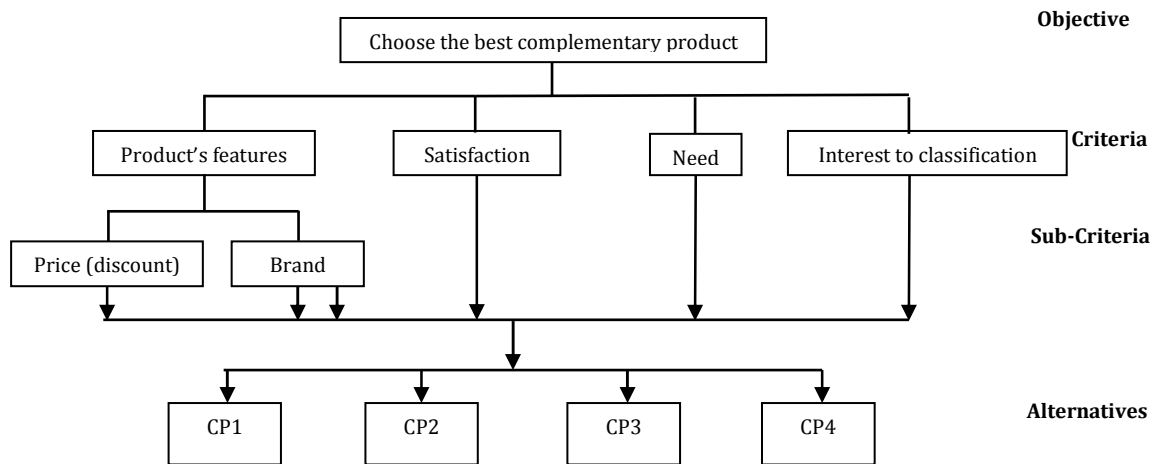 Objective
Choose the best complementary product
Criteria
Product’s features
Satisfaction
Need
Interest to classification
Sub-Criteria
Price (discount)
Brand
CP1
CP2
CP3
CP4
Alternatives